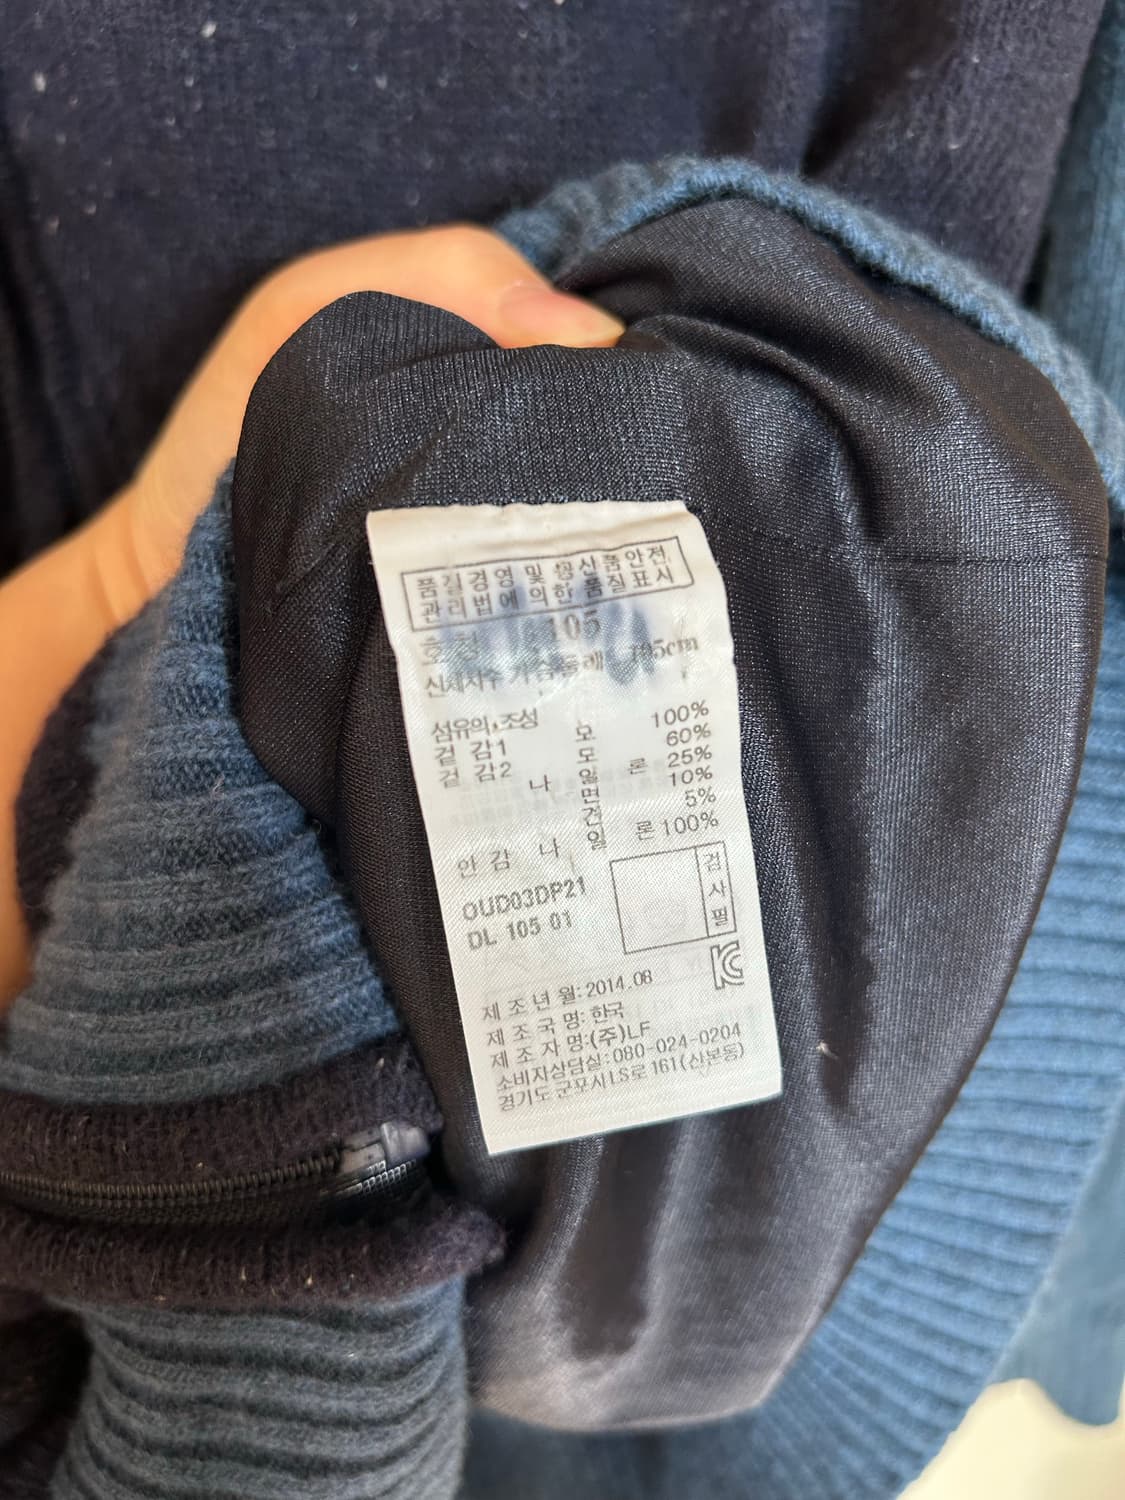 품질경영 및 생산품안전
관리법에 의한 품질표시
호칭 105
신체치수 가슴둘레 105cm
섬유의 조성
겉감1 모 100%
겉감2 모 60%
나일론 25%
면 10%
견 5%
안감 나일론 100%
OUD03DP21
DL 105 01
검사필
제조년월: 2014.08
제조국명: 한국
제조자명:(주)LF
소비자상담실:080-024-0204
경기도 군포시 LS로 161(산본동)